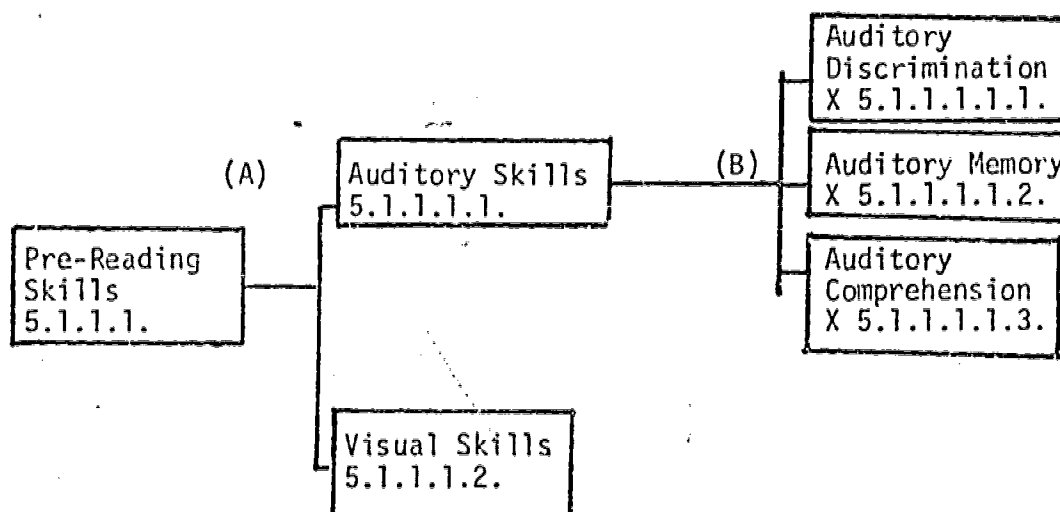 Auditory
Discrimination
X 5.1.1.1.1.1.
(A)
Auditory Skills
5.1.1.1.1.
(B)
Auditory Memory
X 5.1.1.1.1.2.
Pre-Reading
Skills
5.1.1.1.
Auditory
Comprehension
X 5.1.1.1.1.3.
Visual Skills
5.1.1.1.2.